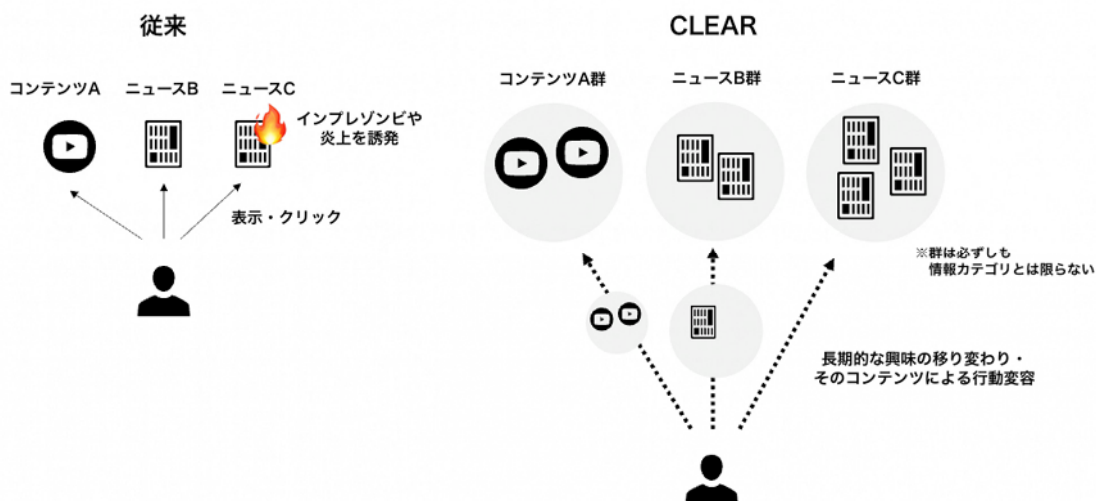 従来
コンテンツA
ニュースB
ニュースC
インプレゾンビや
炎上を誘発
表示・クリック
CLEAR
コンテンツA群
ニュースB群
ニュースC群
※群は必ずしも
情報カテゴリとは限らない
長期的な興味の移り変わり・
そのコンテンツによる行動変容